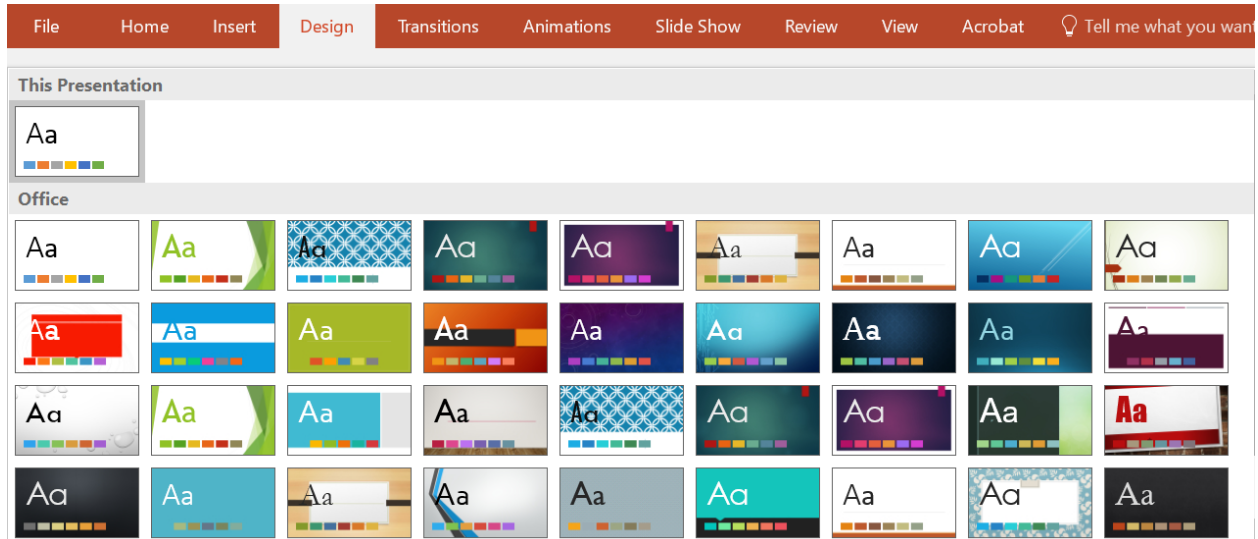 File Home Insert Design Transitions Animations Slide Show Review View Acrobat Tell me what you want
This Presentation
Aa
Office
Aa Aa Aa Aa Aa Aa Aa Aa Aa
Aa Aa Aa Aa Aa Aa Aa Aa Aa
Aa Aa Aa Aa Aa Aa Aa Aa Aa
Aa Aa Aa Aa Aa Aa Aa Aa Aa